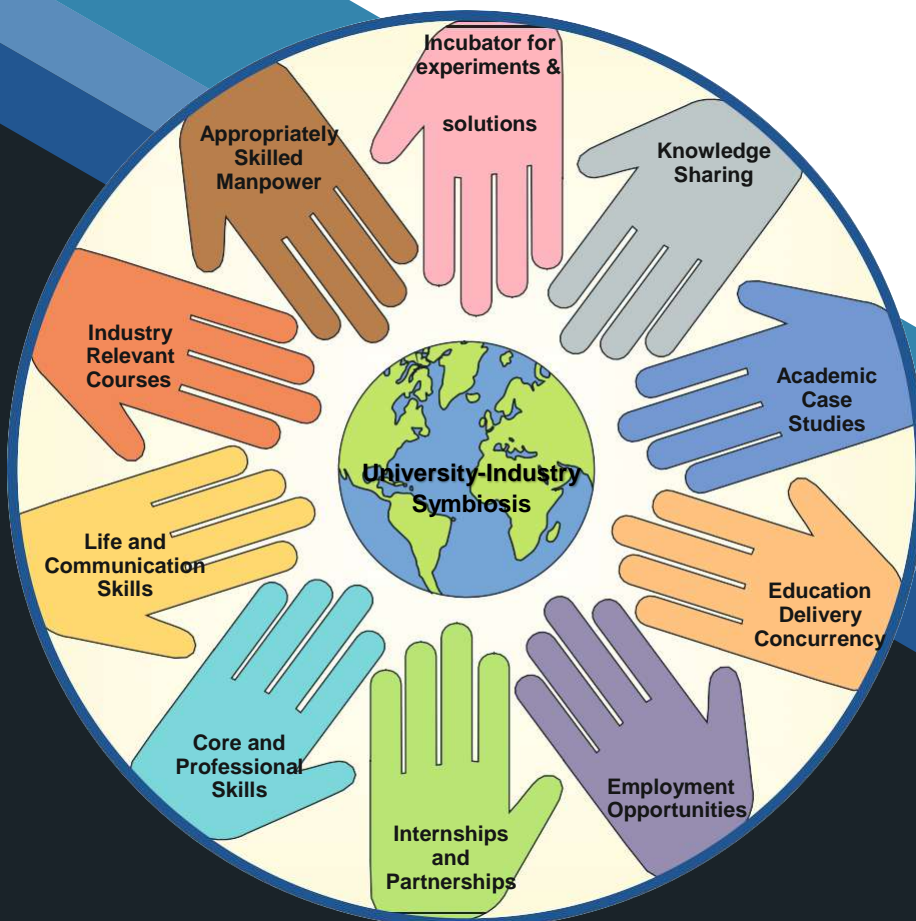 Incubator for
experiments &
solutions
Knowledge
Sharing
Academic
Case
Studies
Education
Delivery
Concurrency
Employment
Opportunities
Internships
and
Partnerships
Core and
Professional
Skills
Life and
Communication
Skills
Industry
Relevant
Courses
Appropriately
Skilled
Manpower
University-Industry
Symbiosis